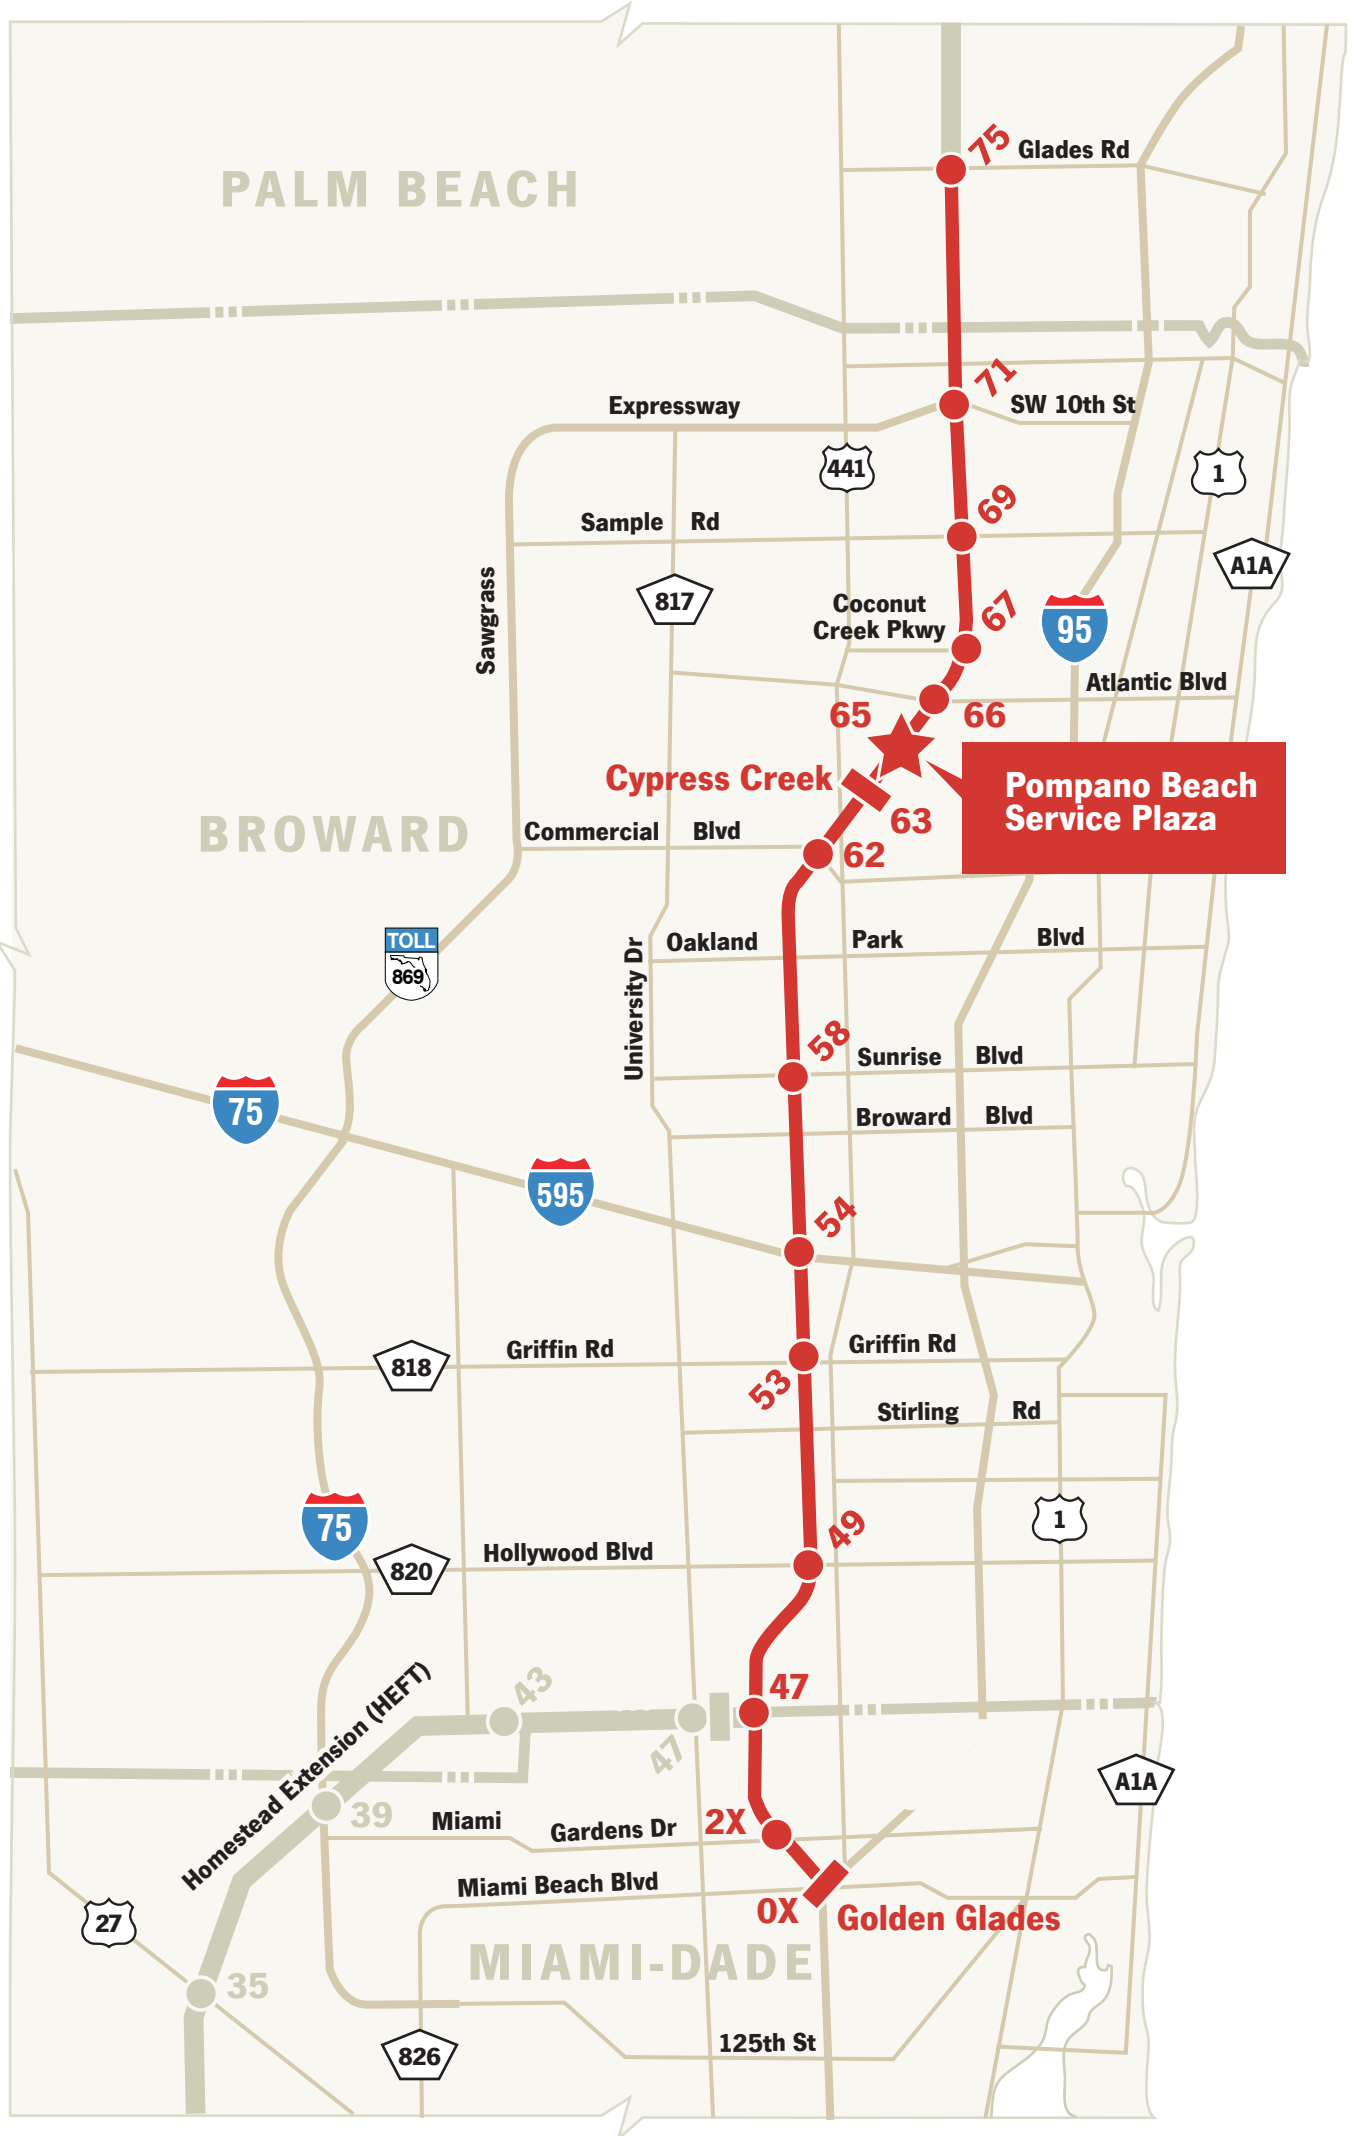 75
Glades Rd
PALM BEACH
71
SW 10th St
Expressway
441
1
69
Sample Rd
A1A
Sawgrass
817
Coconut
Creek Pkwy
67
95
Atlantic Blvd
65
66
Cypress Creek
Pompano Beach
Service Plaza
63
BROWARD
Commercial Blvd
62
TOLL
869
University Dr
Oakland Park Blvd
58
Sunrise Blvd
75
Broward Blvd
595
54
818
Griffin Rd
Griffin Rd
53
Stirling Rd
75
1
49
820
Hollywood Blvd
Homestead Extension (HEFT)
43
47
47
A1A
39
Miami Gardens Dr
2X
Miami Beach Blvd
0X
Golden Glades
27
MIAMI-DADE
35
826
125th St